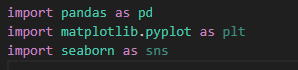 import pandas as pd
import matplotlib.pyplot as plt
import seaborn as sns